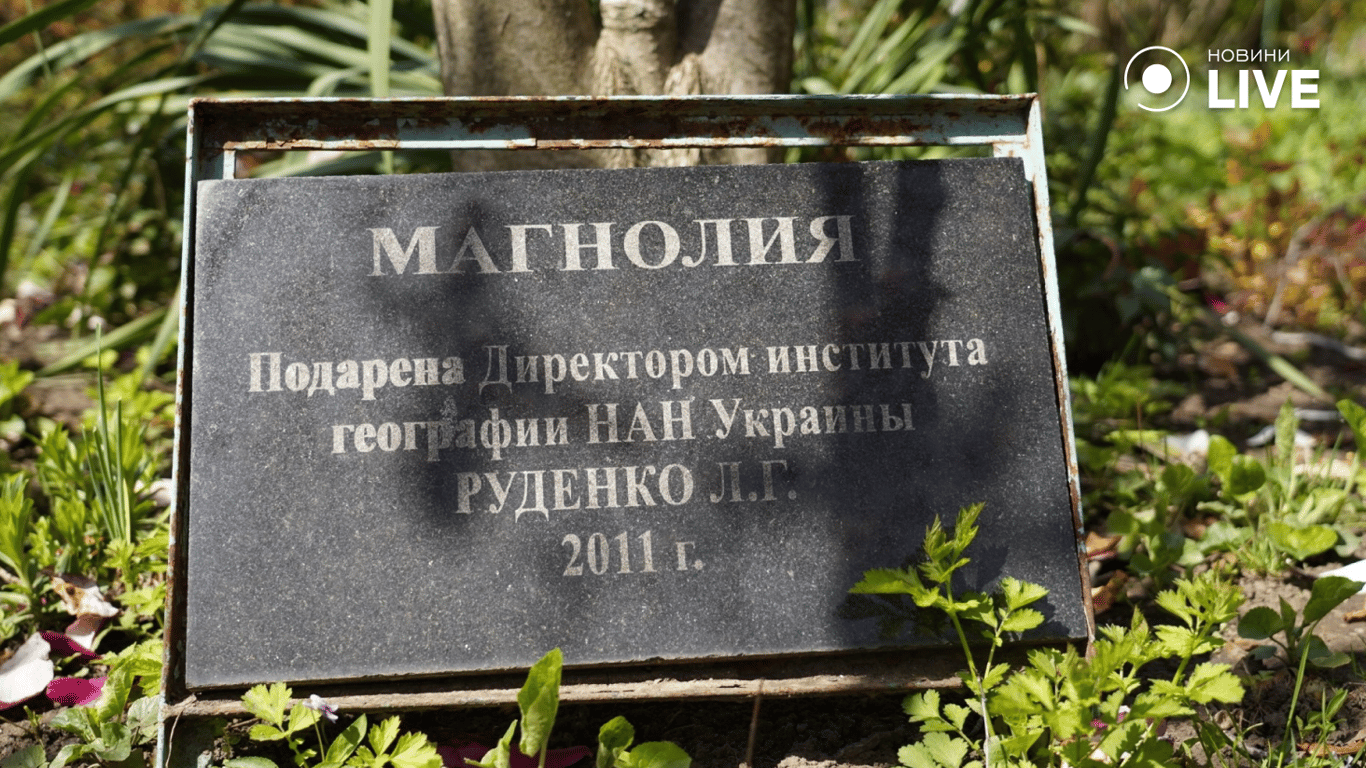 НОВИНИ
LIVE
МАГНОЛИЯ
Подарена Директором института
географии НАН Украины
РУДЕНКО Л.Г.
2011 г.